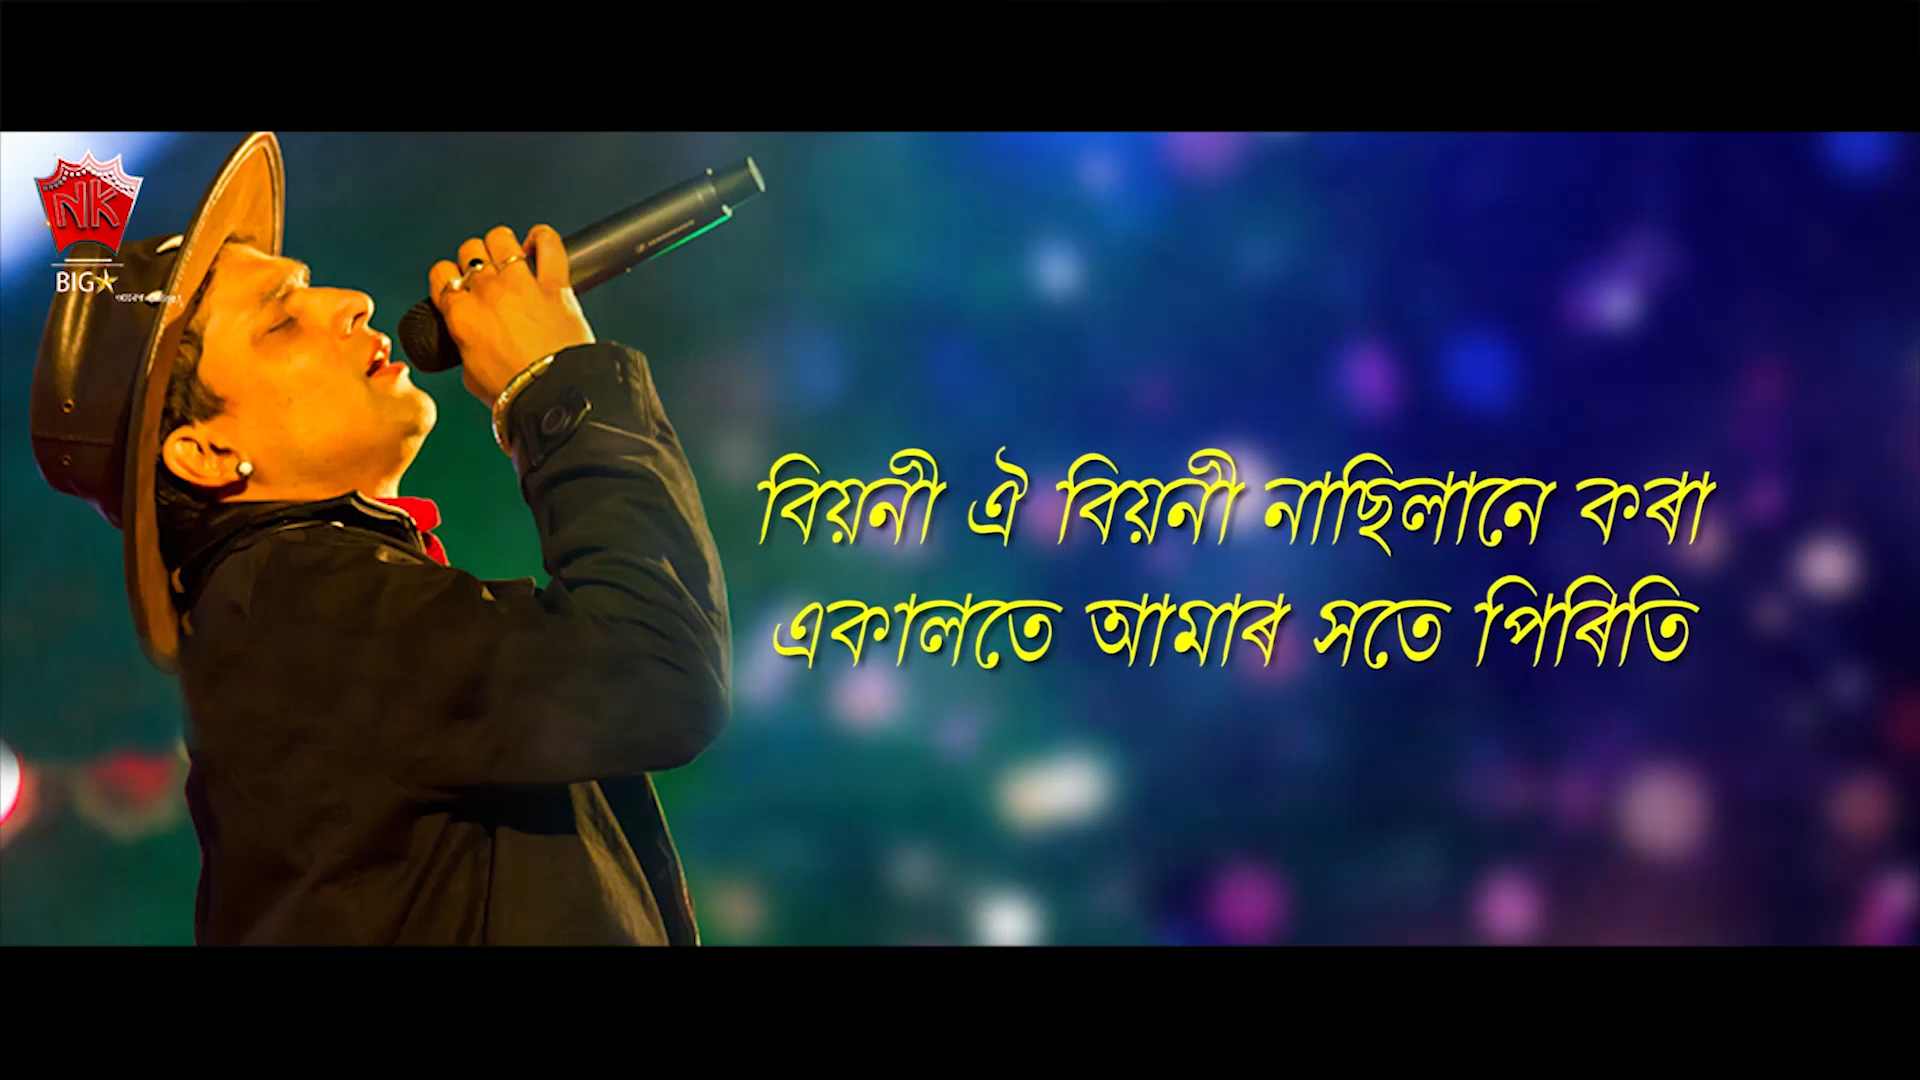 NK
BIG
বিয়নী ঐ বিয়নী নাছিলানে কৰা
একালতে আমাৰ সতে পিৰিতি